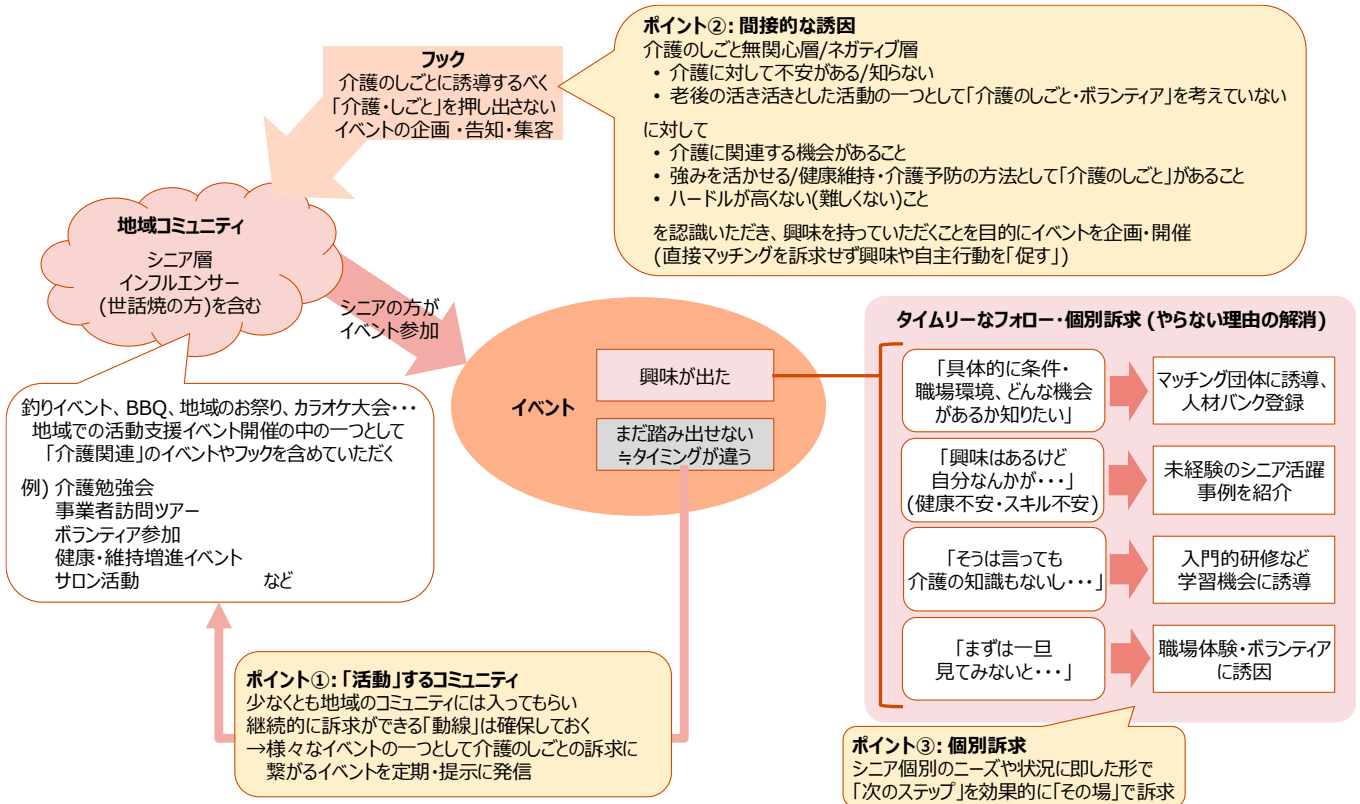 フック
介護のしごとに誘導するべく
「介護・しごと」を押し出さない
イベントの企画・告知・集客
ポイント②: 間接的な誘因
介護のしごと無関心層/ネガティブ層
• 介護に対して不安がある/知らない
• 老後の活き活きとした活動の一つとして「介護のしごと・ボランティア」を考えていない
に対して
• 介護に関連する機会があること
• 強みを活かせる/健康維持・介護予防の方法として「介護のしごと」があること
• ハードルが高くない(難しくない)こと
を認識いただき、興味を持っていただくことを目的にイベントを企画・開催
(直接マッチングを訴求せず興味や自主行動を「促す」)
地域コミュニティ
シニア層
インフルエンサー
(世話焼の方)を含む
シニアの方が
イベント参加
釣りイベント、BBQ、地域のお祭り、カラオケ大会・・・
地域での活動支援イベント開催の中の一つとして
「介護関連」のイベントやフックを含めていただく
例) 介護勉強会
事業者訪問ツアー
ボランティア参加
健康・維持増進イベント
サロン活動 など
イベント
興味が出た
まだ踏み出せない
≒タイミングが違う
タイムリーなフォロー・個別訴求 (やらない理由の解消)
「具体的に条件・
職場環境、どんな機会
があるか知りたい」
マッチング団体に誘導、
人材バンク登録
「興味はあるけど
自分なんかが・・・」
(健康不安・スキル不安)
未経験のシニア活躍
事例を紹介
「そうは言っても
介護の知識もないし・・・」
入門的研修など
学習機会に誘導
「まずは一旦
見てみないと・・・」
職場体験・ボランティア
に誘因
ポイント①: 「活動」するコミュニティ
少なくとも地域のコミュニティには入ってもらい
継続的に訴求ができる「動線」は確保しておく
→様々なイベントの一つとして介護のしごとの訴求に
繋がるイベントを定期・提示に発信
ポイント③: 個別訴求
シニア個別のニーズや状況に即した形で
「次のステップ」を効果的に「その場」で訴求